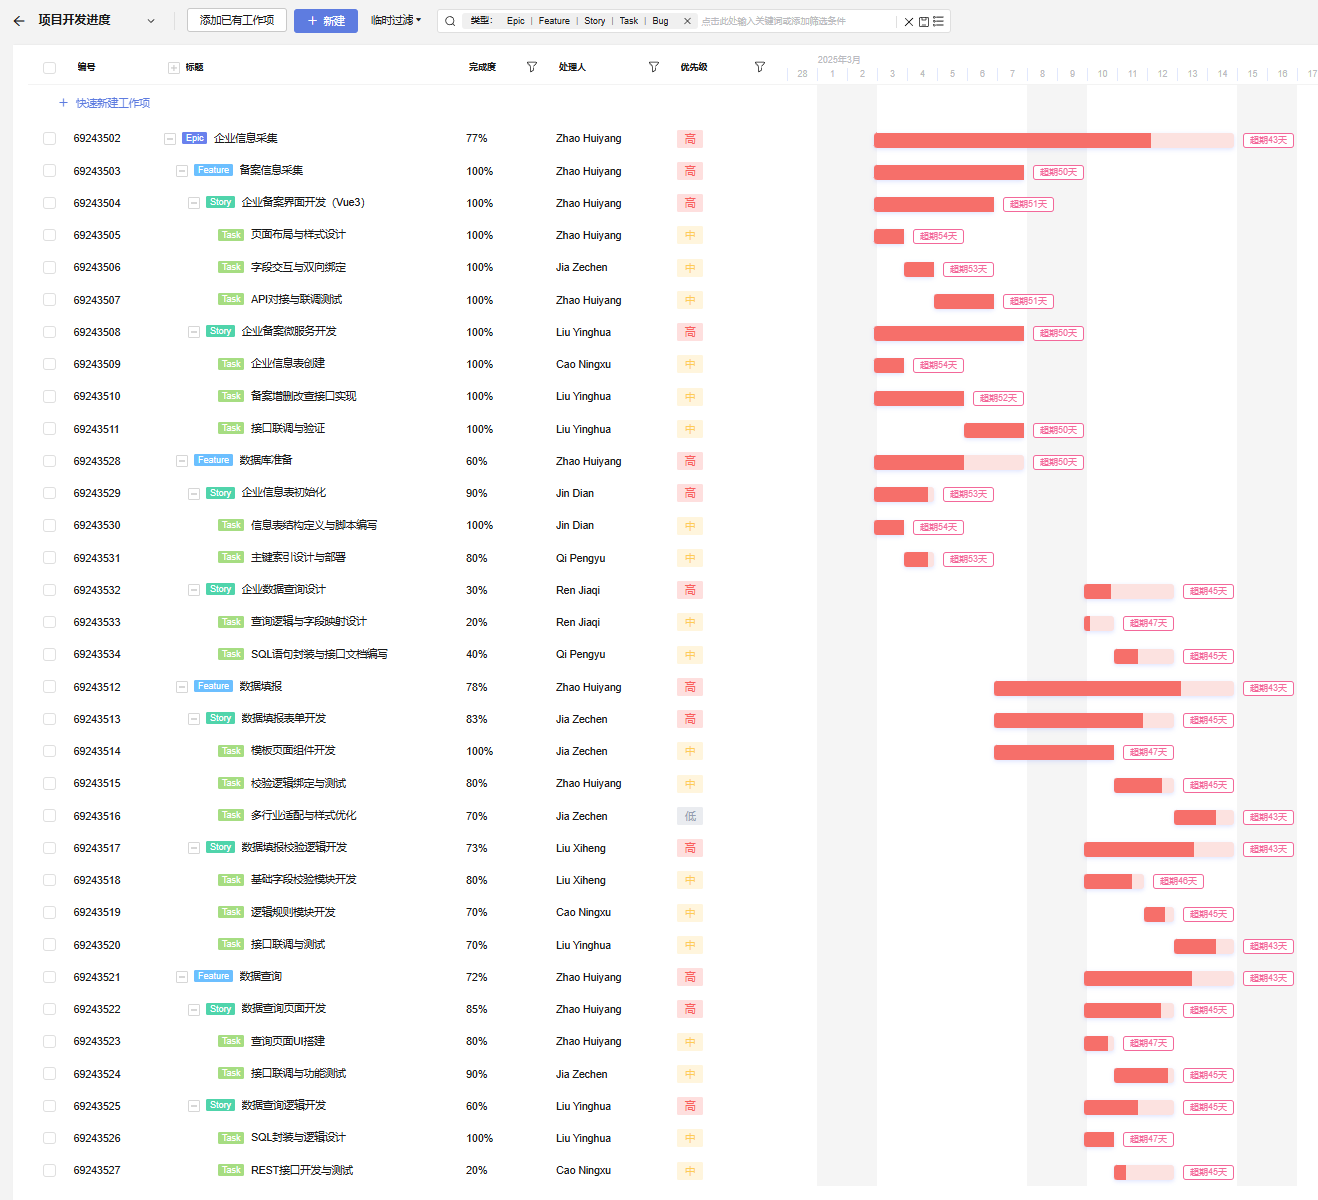 项目开发进度 添加已有工作项 + 新建 临时过滤 类型: Epic | Feature | Story | Task | Bug × 点击此处输入关键词或添加筛选条件
2025年3月
编号 标题 完成度 处理人 优先级 28 1 2 3 4 5 6 7 8 9 10 11 12 13 14 15 16 17
+ 快速新建工作项
69243502 Epic 企业信息采集 77% Zhao Huiyang 高 超期43天
69243503 Feature 备案信息采集 100% Zhao Huiyang 高 超期50天
69243504 Story 企业备案界面开发（Vue3） 100% Zhao Huiyang 高 超期51天
69243505 Task 页面布局与样式设计 100% Zhao Huiyang 中 超期54天
69243506 Task 字段交互与双向绑定 100% Jia Zechen 中 超期53天
69243507 Task API对接与联调测试 100% Zhao Huiyang 中 超期51天
69243508 Story 企业备案微服务开发 100% Liu Yinghua 高 超期50天
69243509 Task 企业信息表创建 100% Cao Ningxu 中 超期54天
69243510 Task 备案增删改查接口实现 100% Liu Yinghua 中 超期52天
69243511 Task 接口联调与验证 100% Liu Yinghua 中 超期50天
69243528 Feature 数据库准备 60% Zhao Huiyang 高 超期50天
69243529 Story 企业信息表初始化 90% Jin Dian 高 超期53天
69243530 Task 信息表结构定义与脚本编写 100% Jin Dian 中 超期54天
69243531 Task 主键索引设计与部署 80% Qi Pengyu 中 超期53天
69243532 Story 企业数据查询设计 30% Ren Jiaqi 高 超期45天
69243533 Task 查询逻辑与字段映射设计 20% Ren Jiaqi 中 超期47天
69243534 Task SQL语句封装与接口文档编写 40% Qi Pengyu 中 超期45天
69243512 Feature 数据填报 78% Zhao Huiyang 高 超期43天
69243513 Story 数据填报表单开发 83% Jia Zechen 高 超期45天
69243514 Task 模板页面组件开发 100% Jia Zechen 中 超期47天
69243515 Task 校验逻辑绑定与测试 80% Zhao Huiyang 中 超期45天
69243516 Task 多行业适配与样式优化 70% Jia Zechen 低 超期43天
69243517 Story 数据填报校验逻辑开发 73% Liu Xiheng 高 超期43天
69243518 Task 基础字段校验模块开发 80% Liu Xiheng 中 超期46天
69243519 Task 逻辑规则模块开发 70% Cao Ningxu 中 超期45天
69243520 Task 接口联调与测试 70% Liu Yinghua 中 超期43天
69243521 Feature 数据查询 72% Zhao Huiyang 高 超期43天
69243522 Story 数据查询页面开发 85% Zhao Huiyang 高 超期45天
69243523 Task 查询页面UI搭建 80% Zhao Huiyang 中 超期47天
69243524 Task 接口联调与功能测试 90% Jia Zechen 中 超期45天
69243525 Story 数据查询逻辑开发 60% Liu Yinghua 高 超期45天
69243526 Task SQL封装与逻辑设计 100% Liu Yinghua 中 超期47天
69243527 Task REST接口开发与测试 20% Cao Ningxu 中 超期45天